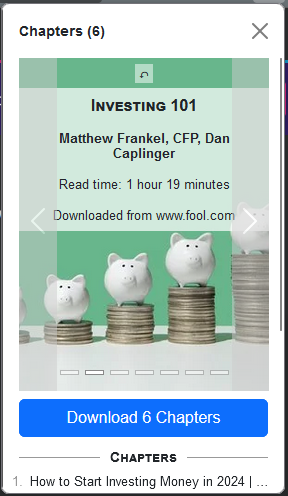 Chapters (6)
Investing 101
Matthew Frankel, CFP, Dan
Caplinger
Read time: 1 hour 19 minutes
Downloaded from www.fool.com
Download 6 Chapters
Chapters
1. How to Start Investing Money in 2024 | ...